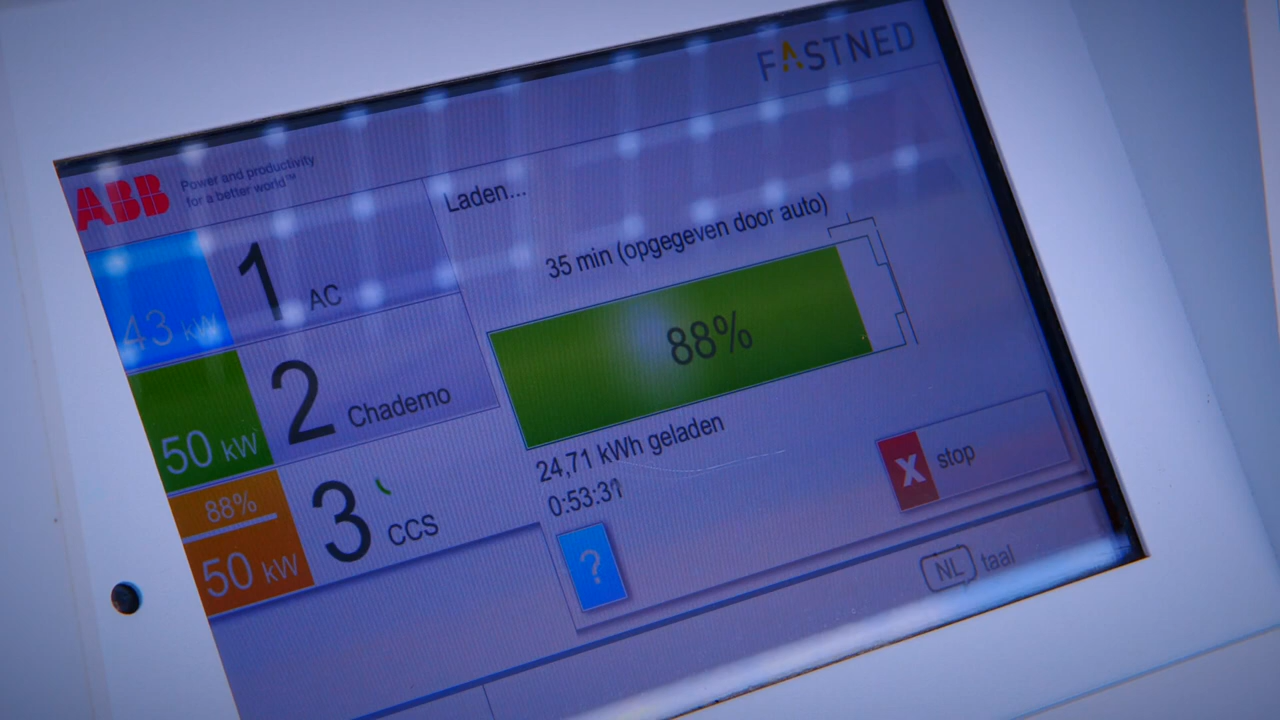 FASTNED
ABB
Power and productivity
for a better world™
Laden...
35 min (opgegeven door auto)
88%
24,71 kWh geladen
0:53:31
43 kW
1 AC
50 kW
2 Chademo
88%
50 kW
3 CCS
X stop
?
NL taal